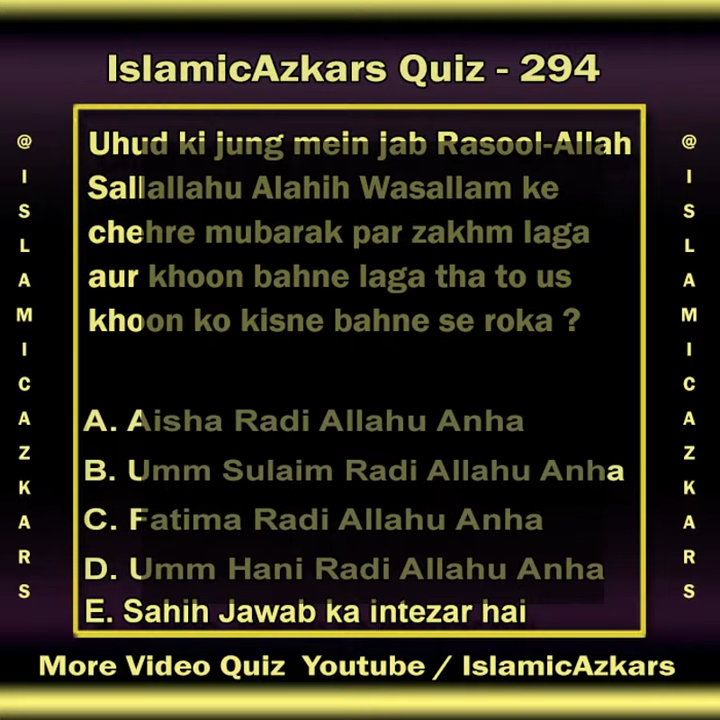 IslamicAzkars Quiz - 294
Uhud ki jung mein jab Rasool-Allah
Sallallahu Alahih Wasallam ke
chehre mubarak par zakhm laga
aur khoon bahne laga tha to us
khoon ko kisne bahne se roka ?
A. Aisha Radi Allahu Anha
B. Umm Sulaim Radi Allahu Anha
C. Fatima Radi Allahu Anha
D. Umm Hani Radi Allahu Anha
E. Sahih Jawab ka intezar hai
@ISLAMICAZKARS
@ISLAMICAZKARS
More Video Quiz Youtube / IslamicAzkars